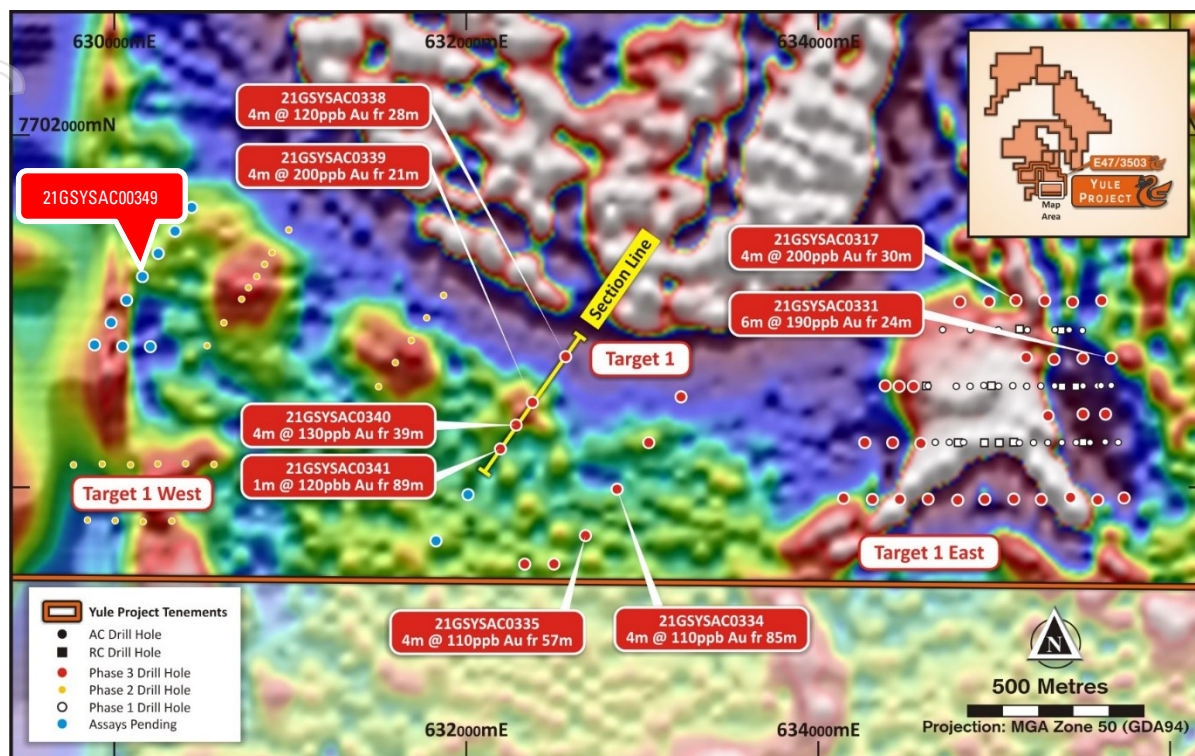 630000mE
632000mE
634000mE
7702000mN
21GSYSAC0338
4m @ 120ppb Au fr 28m
21GSYSAC0339
4m @ 200ppb Au fr 21m
21GSYSAC00349
E47/3503
YULE
PROJECT
Map
Area
21GSYSAC0317
4m @ 200ppb Au fr 30m
21GSYSAC0331
6m @ 190ppb Au fr 24m
Section Line
Target 1
21GSYSAC0340
4m @ 130ppb Au fr 39m
21GSYSAC0341
1m @ 120pbb Au fr 89m
Target 1 West
Target 1 East
21GSYSAC0335
4m @ 110ppb Au fr 57m
21GSYSAC0334
4m @ 110ppb Au fr 85m
Yule Project Tenements
AC Drill Hole
RC Drill Hole
Phase 3 Drill Hole
Phase 2 Drill Hole
Phase 1 Drill Hole
Assays Pending
N
500 Metres
Projection: MGA Zone 50 (GDA94)
632000mE
634000mE